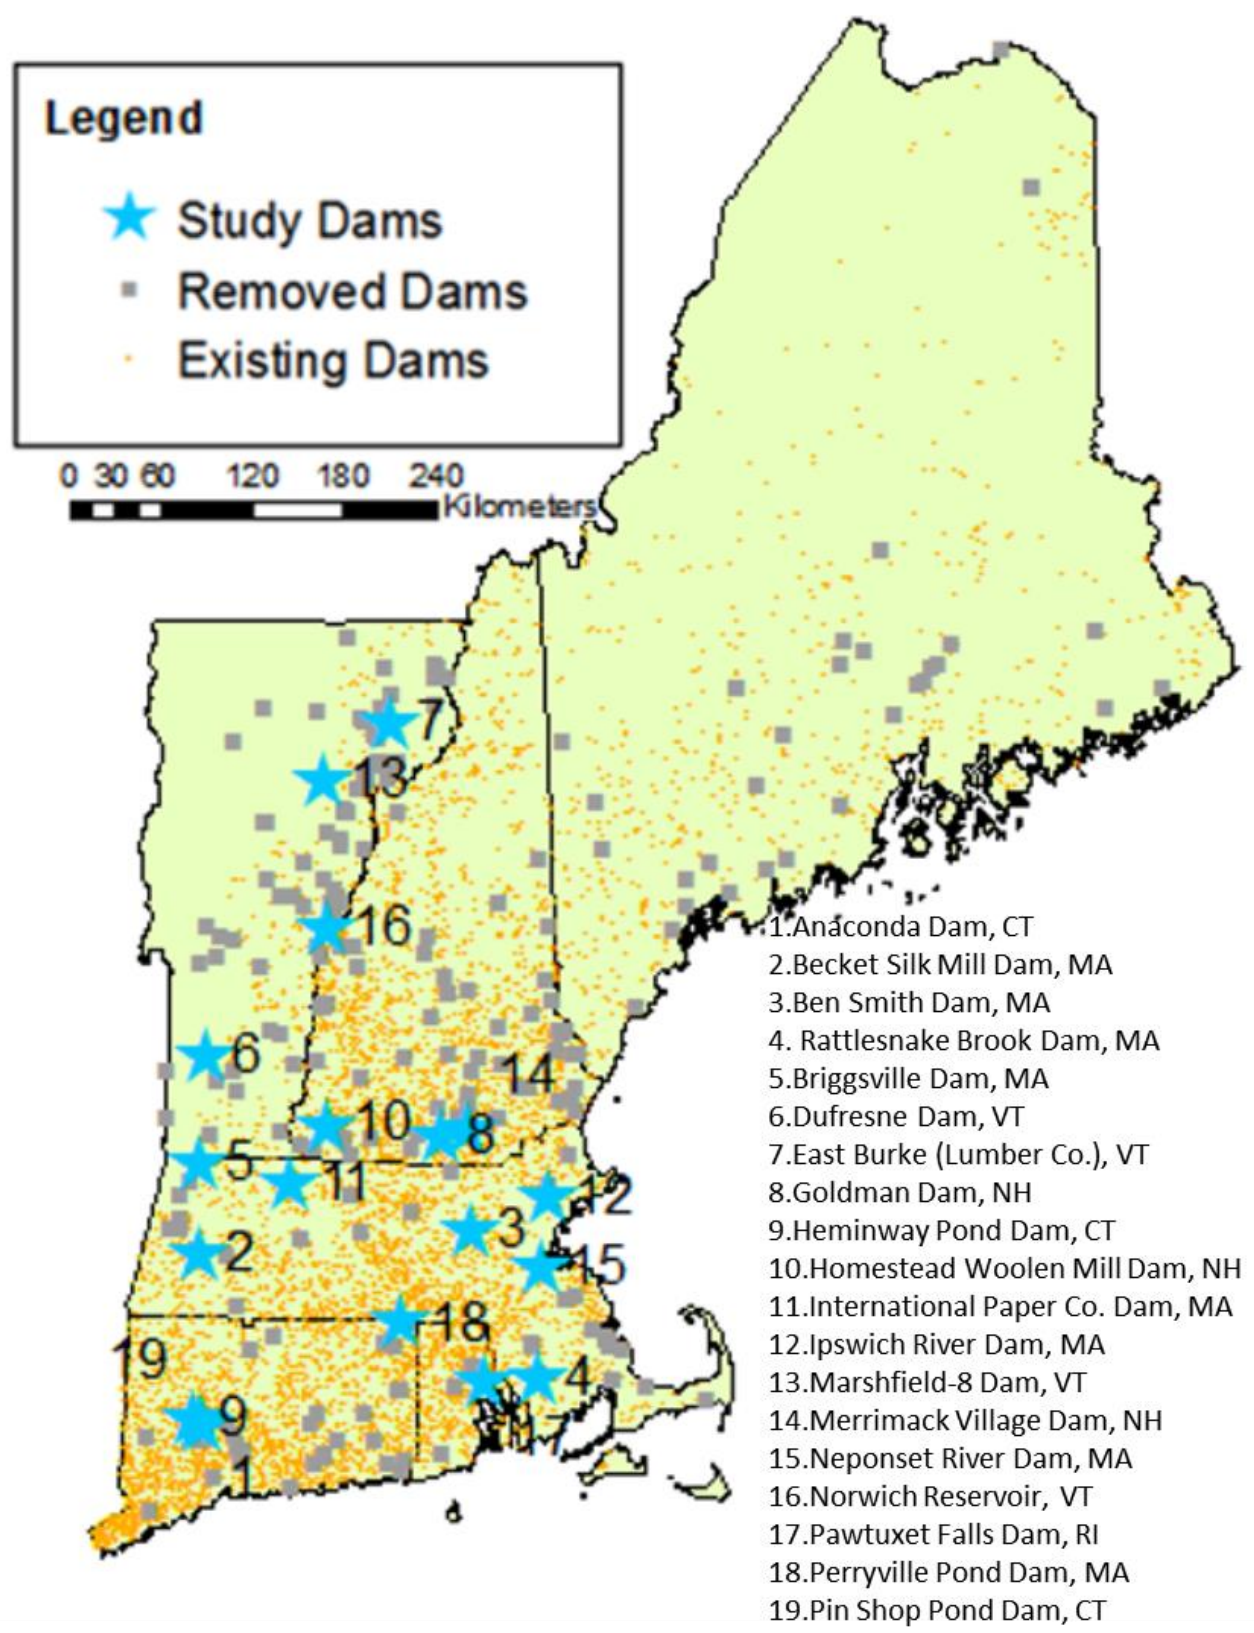 Legend
Study Dams
Removed Dams
Existing Dams
0 30 60 120 180 240
Kilometers
7
13
16
6
14
10
8
5
11
12
3
2
15
18
19
4
9
17
1
1.Anaconda Dam, CT
2.Becket Silk Mill Dam, MA
3.Ben Smith Dam, MA
4. Rattlesnake Brook Dam, MA
5.Briggsville Dam, MA
6.Dufresne Dam, VT
7.East Burke (Lumber Co.), VT
8.Goldman Dam, NH
9.Heminway Pond Dam, CT
10.Homestead Woolen Mill Dam, NH
11.International Paper Co. Dam, MA
12.Ipswich River Dam, MA
13.Marshfield-8 Dam, VT
14.Merrimack Village Dam, NH
15.Neponset River Dam, MA
16.Norwich Reservoir, VT
17.Pawtuxet Falls Dam, RI
18.Perryville Pond Dam, MA
19.Pin Shop Pond Dam, CT